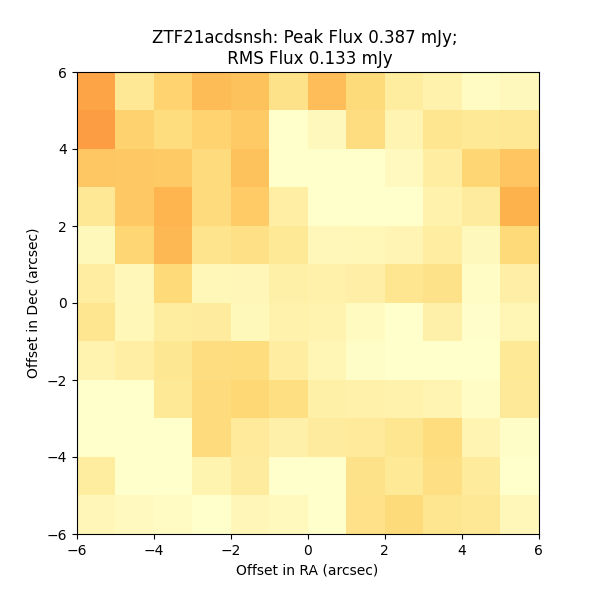 ZTF21acdsnsh: Peak Flux 0.387 mJy;
RMS Flux 0.133 mJy
6
4
2
0
−2
−4
−6
Offset in Dec (arcsec)
−6 −4 −2 0 2 4 6
Offset in RA (arcsec)